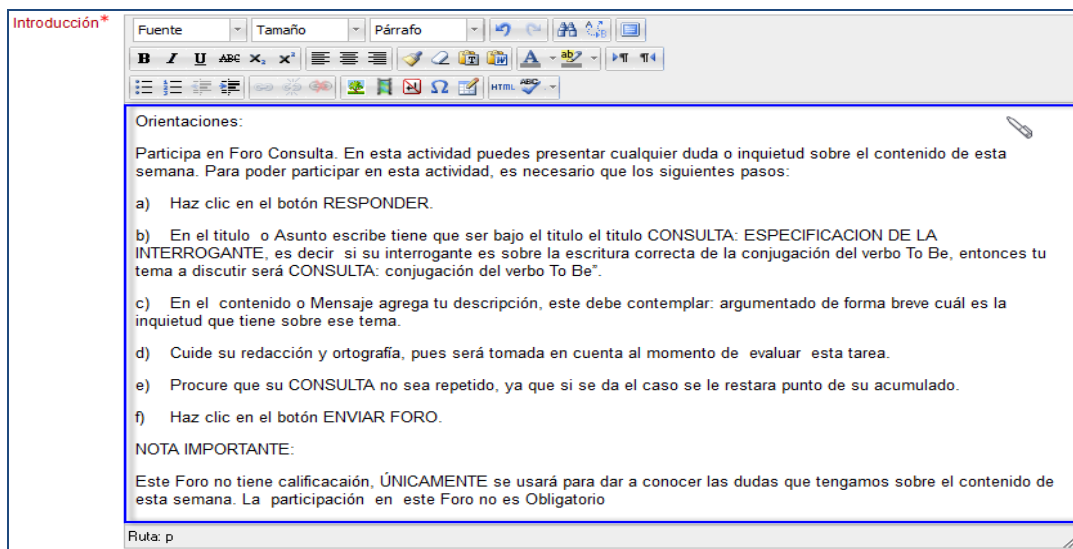 Introducción*
Fuente Tamaño Párrafo
B I U ABC X₂ X² A ab
HTML ABC
Orientaciones:
Participa en Foro Consulta. En esta actividad puedes presentar cualquier duda o inquietud sobre el contenido de esta
semana. Para poder participar en esta actividad, es necesario que los siguientes pasos:
a) Haz clic en el botón RESPONDER.
b) En el titulo o Asunto escribe tiene que ser bajo el titulo el titulo CONSULTA: ESPECIFICACION DE LA
INTERROGANTE, es decir si su interrogante es sobre la escritura correcta de la conjugación del verbo To Be, entonces tu
tema a discutir será CONSULTA: conjugación del verbo To Be”.
c) En el contenido o Mensaje agrega tu descripción, este debe contemplar: argumentado de forma breve cuál es la
inquietud que tiene sobre ese tema.
d) Cuide su redacción y ortografía, pues será tomada en cuenta al momento de evaluar esta tarea.
e) Procure que su CONSULTA no sea repetido, ya que si se da el caso se le restara punto de su acumulado.
f) Haz clic en el botón ENVIAR FORO.
NOTA IMPORTANTE:
Este Foro no tiene calificacaión, ÚNICAMENTE se usará para dar a conocer las dudas que tengamos sobre el contenido de
esta semana. La participación en este Foro no es Obligatorio
Ruta: p